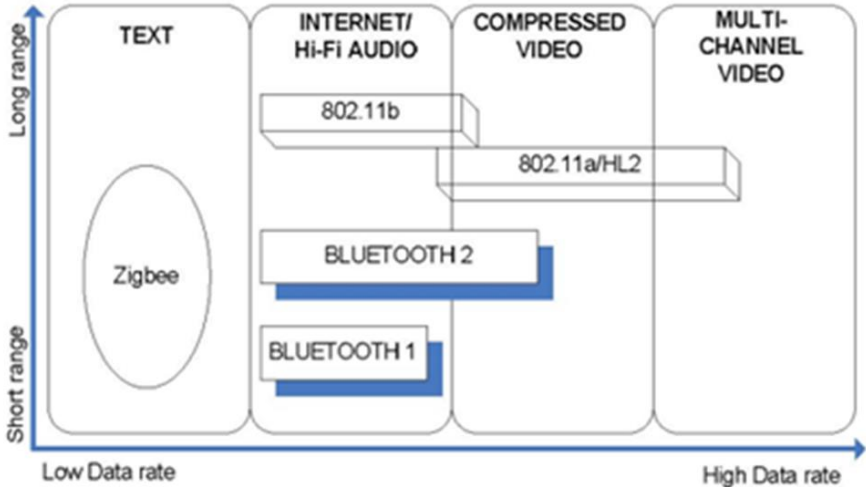 TEXT
INTERNET/
Hi-Fi AUDIO
COMPRESSED
VIDEO
MULTI-
CHANNEL
VIDEO
Long range
802.11b
802.11a/HL2
BLUETOOTH 2
Zigbee
BLUETOOTH 1
Short range
Low Data rate
High Data rate